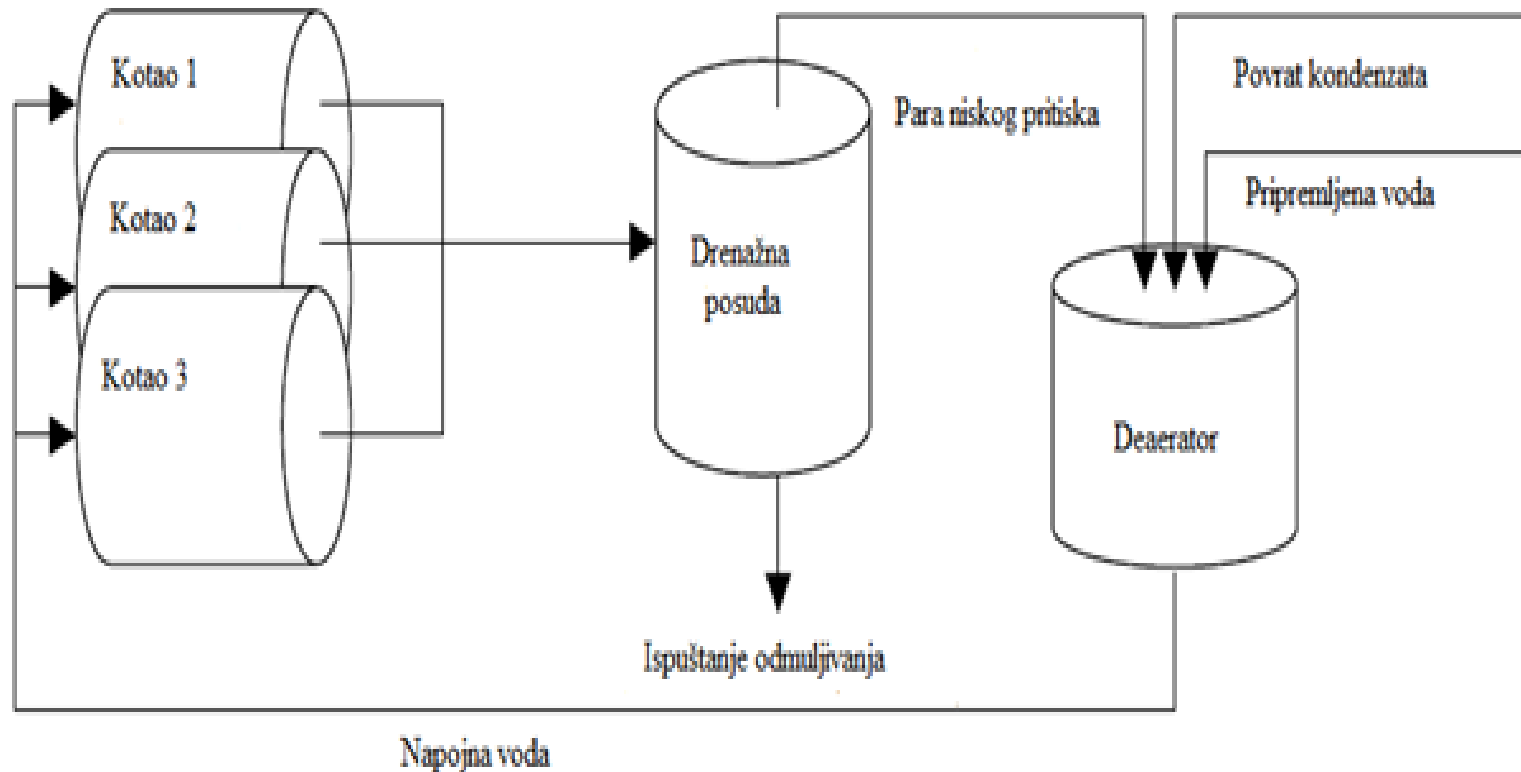 Kotao 1
Kotao 2
Kotao 3
Drenažna
posuda
Para niskog pritiska
Povrat kondenzata
Pripremljena voda
Deaerator
Ispuštanje odmuljivanja
Napojna voda